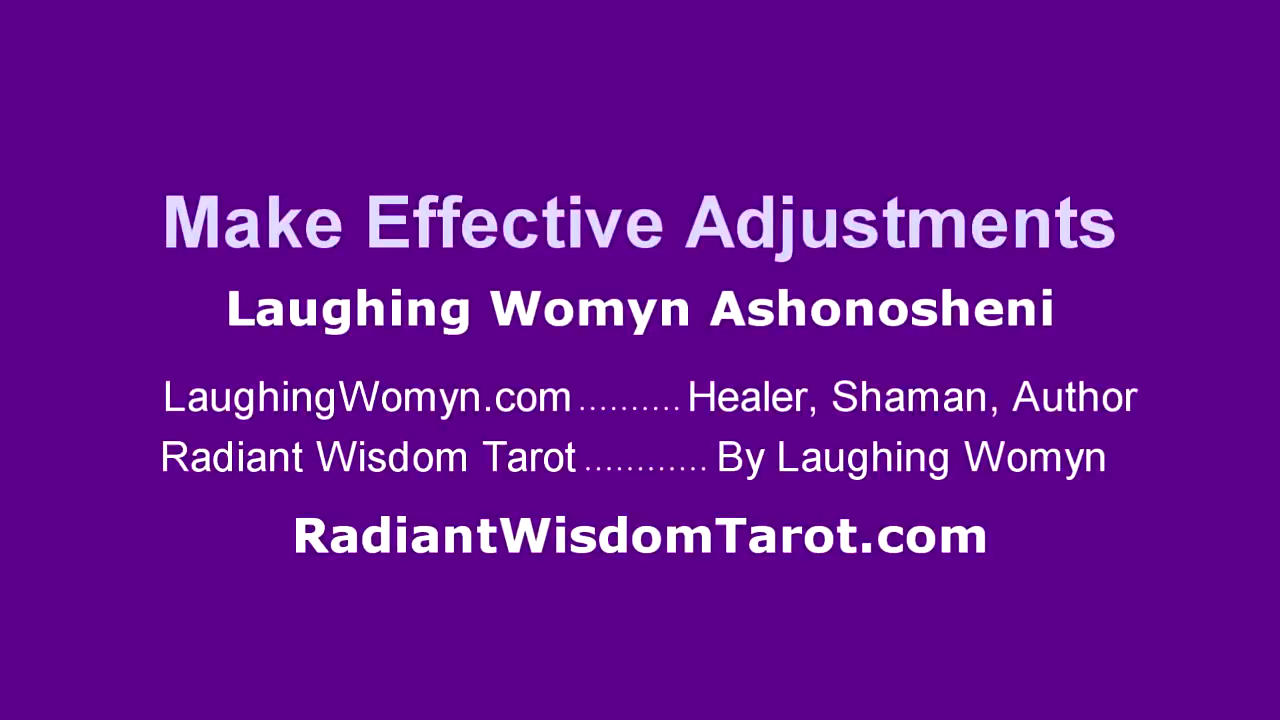 Make Effective Adjustments
Laughing Womyn Ashonosheni
LaughingWomyn.com .......... Healer, Shaman, Author
Radiant Wisdom Tarot ............ By Laughing Womyn
RadiantWisdomTarot.com